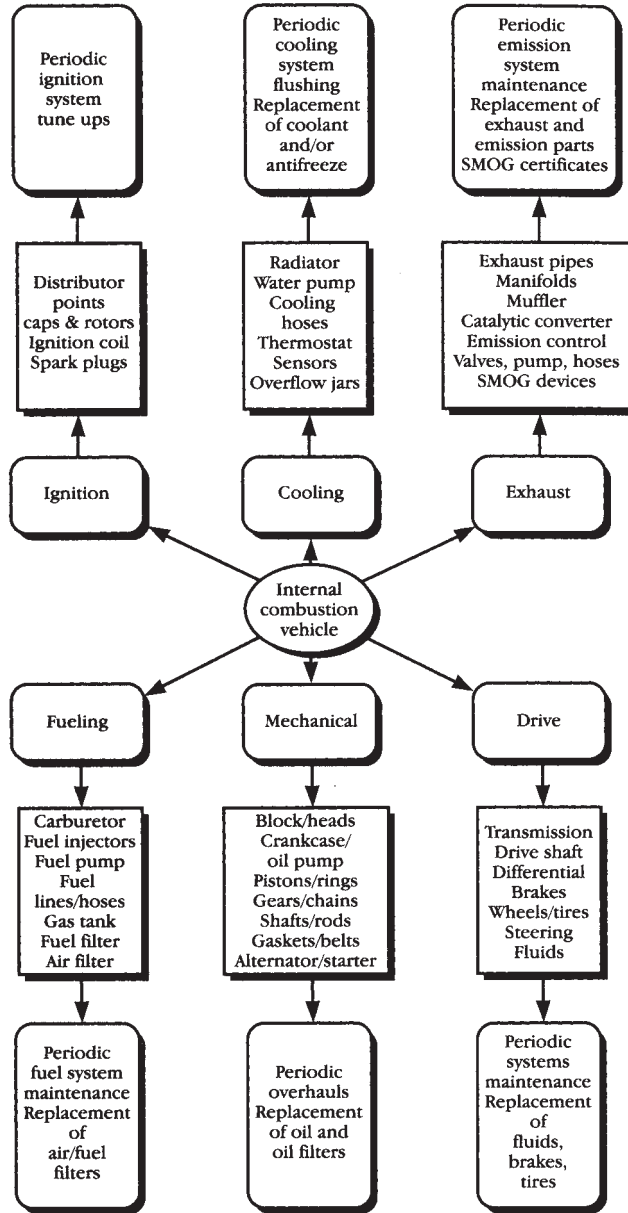 Periodic
ignition
system
tune ups
Periodic
cooling
system
flushing
Replacement
of coolant
and/or
antifreeze
Periodic
emission
system
maintenance
Replacement of
exhaust and
emission parts
SMOG certificates
Distributor
points
caps & rotors
Ignition coil
Spark plugs
Radiator
Water pump
Cooling
hoses
Thermostat
Sensors
Overflow jars
Exhaust pipes
Manifolds
Muffler
Catalytic converter
Emission control
Valves, pump, hoses
SMOG devices
Ignition
Cooling
Exhaust
Internal
combustion
vehicle
Fueling
Mechanical
Drive
Carburetor
Fuel injectors
Fuel pump
Fuel
lines/hoses
Gas tank
Fuel filter
Air filter
Block/heads
Crankcase/
oil pump
Pistons/rings
Gears/chains
Shafts/rods
Gaskets/belts
Alternator/starter
Transmission
Drive shaft
Differential
Brakes
Wheels/tires
Steering
Fluids
Periodic
fuel system
maintenance
Replacement
of
air/fuel
filters
Periodic
overhauls
Replacement
of oil and
oil filters
Periodic
systems
maintenance
Replacement
of
fluids,
brakes,
tires